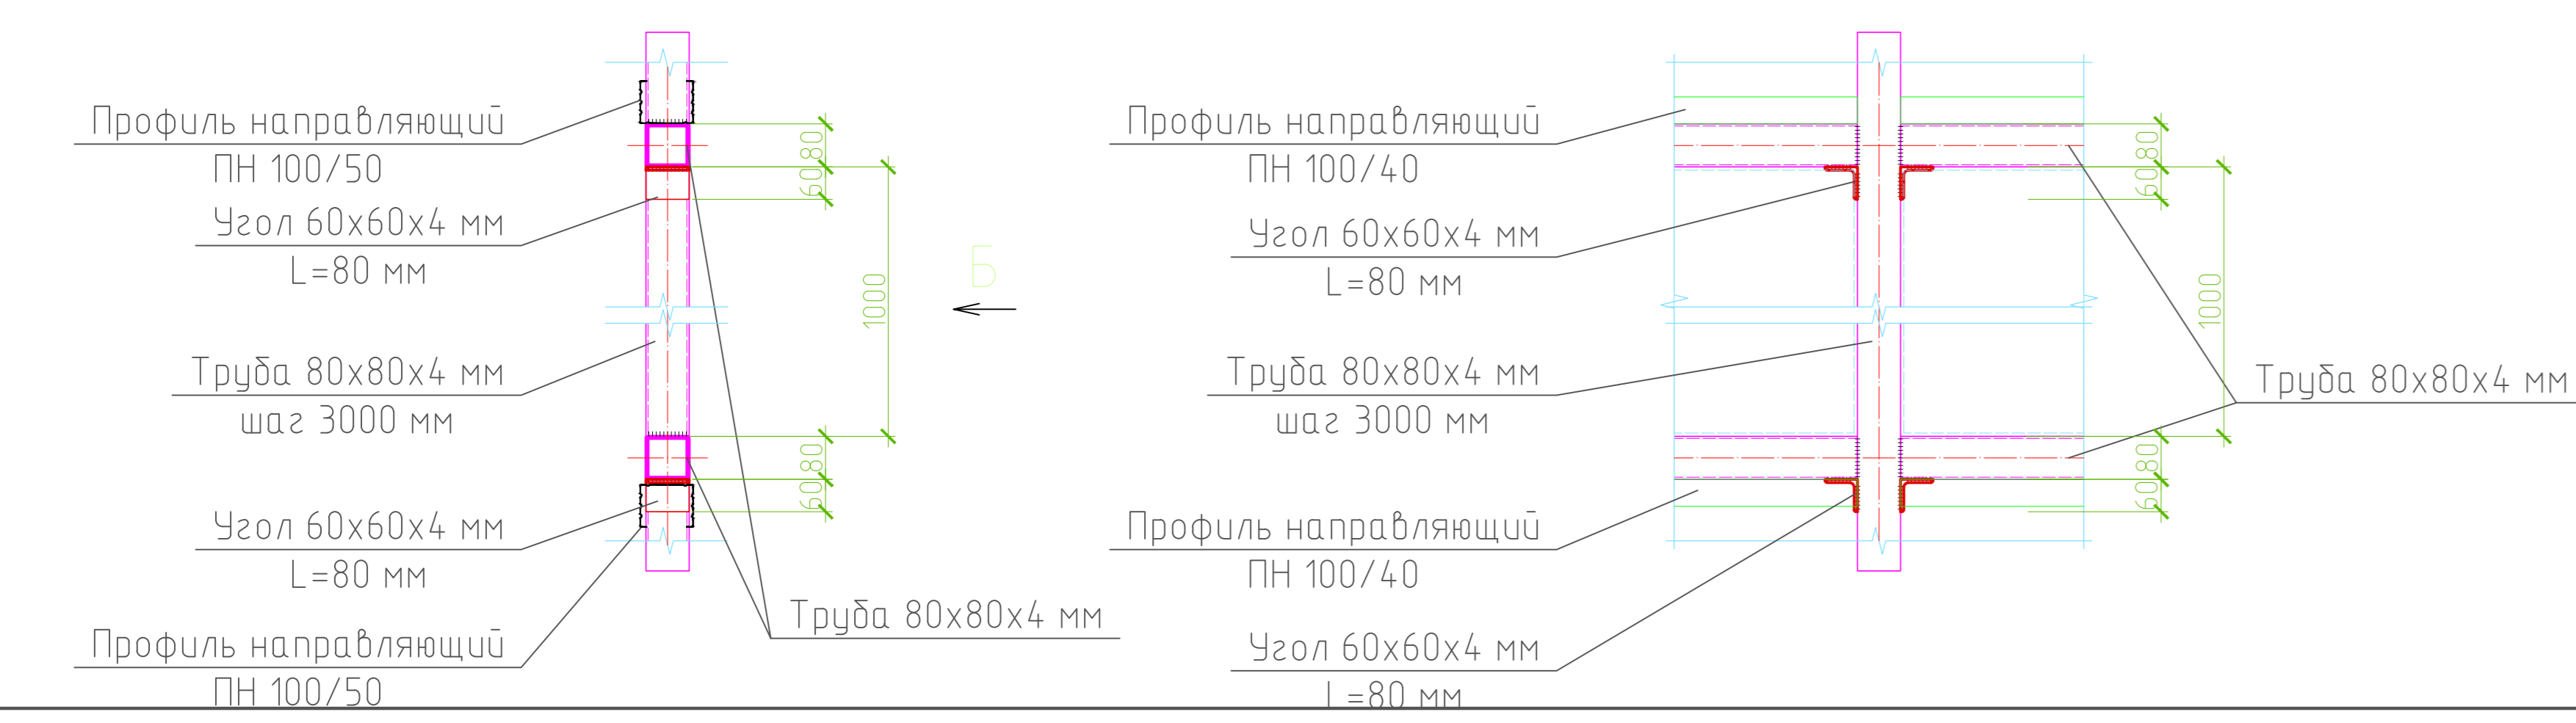 Профиль направляющий
ПН 100/50
Угол 60х60х4 мм
L=80 мм
Труба 80х80х4 мм
шаг 3000 мм
Угол 60х60х4 мм
L=80 мм
Профиль направляющий
ПН 100/50
80
60
1000
80
60
Труба 80х80х4 мм
Б
Профиль направляющий
ПН 100/40
Угол 60х60х4 мм
L=80 мм
Труба 80х80х4 мм
шаг 3000 мм
Профиль направляющий
ПН 100/40
Угол 60х60х4 мм
L=80 мм
80
60
1000
80
60
Труба 80х80х4 мм